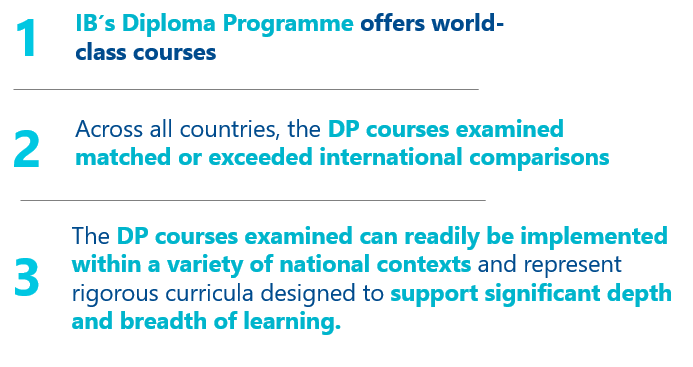 1
IB's Diploma Programme offers world-
class courses
2
Across all countries, the DP courses examined
matched or exceeded international comparisons
3
The DP courses examined can readily be implemented
within a variety of national contexts and represent
rigorous curricula designed to support significant depth
and breadth of learning.